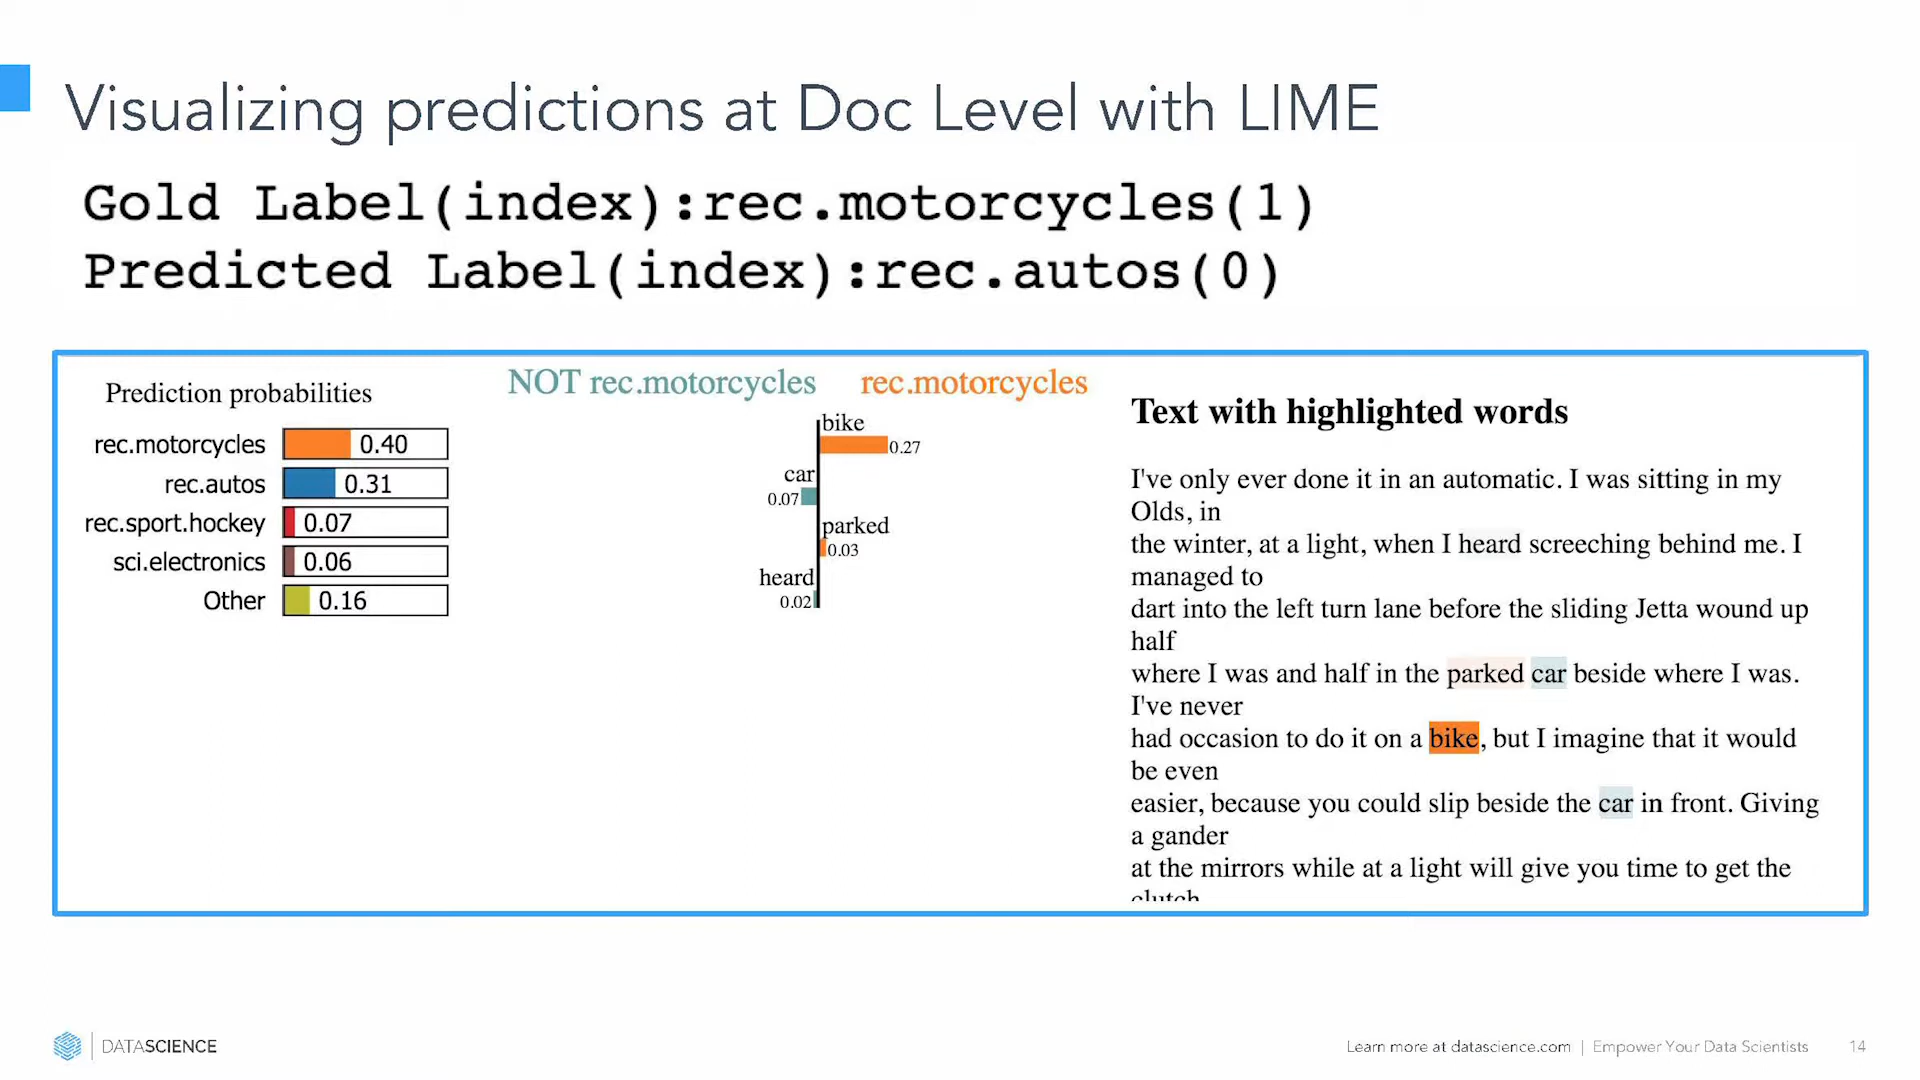 Visualizing predictions at Doc Level with LIME
Gold Label(index):rec.motorcycles(1)
Predicted Label(index):rec.autos(0)
Prediction probabilities
rec.motorcycles 0.40
rec.autos 0.31
rec.sport.hockey 0.07
sci.electronics 0.06
Other 0.16
NOT rec.motorcycles rec.motorcycles
bike
0.27
car
0.07
parked
0.03
heard
0.02
Text with highlighted words
I've only ever done it in an automatic. I was sitting in my
Olds, in
the winter, at a light, when I heard screeching behind me. I
managed to
dart into the left turn lane before the sliding Jetta wound up
half
where I was and half in the parked car beside where I was.
I've never
had occasion to do it on a bike, but I imagine that it would
be even
easier, because you could slip beside the car in front. Giving
a gander
at the mirrors while at a light will give you time to get the
clutch
DATASCIENCE
Learn more at datascience.com | Empower Your Data Scientists 14